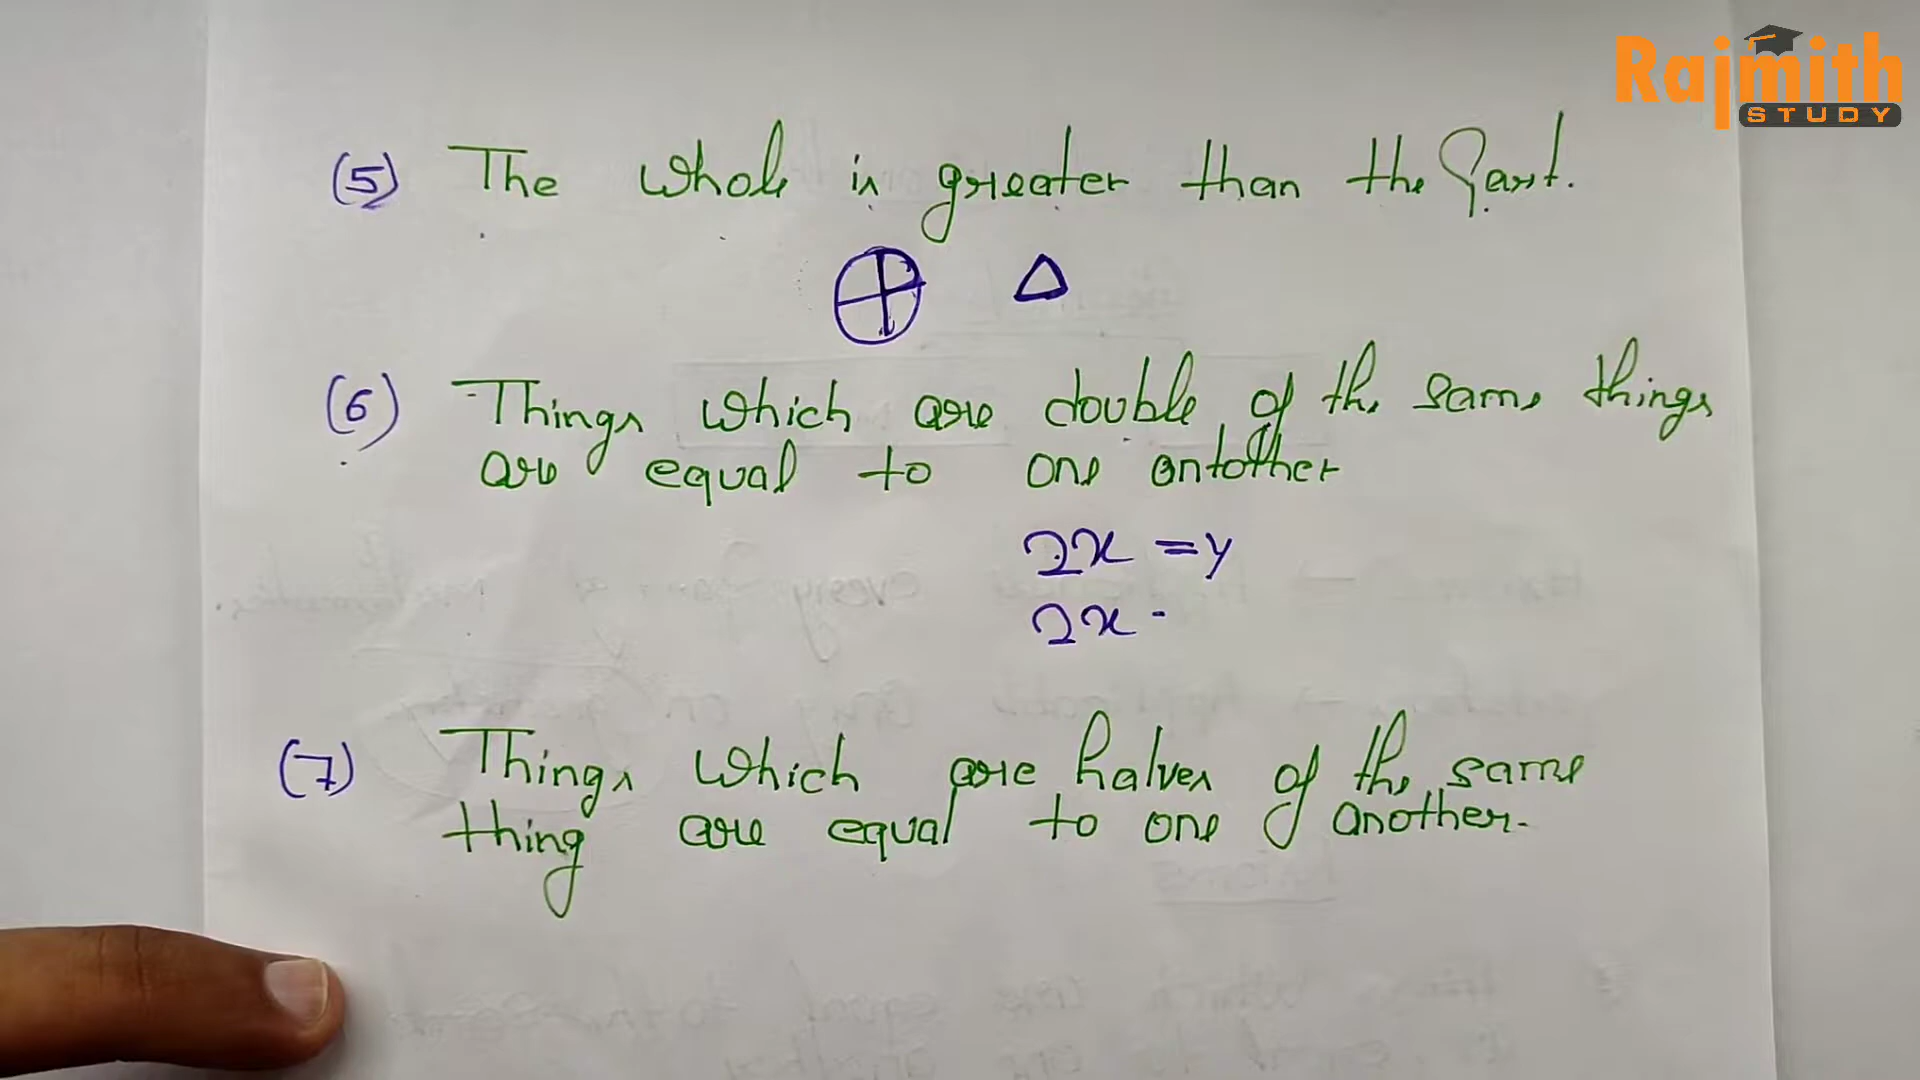 Rajmith
STUDY
(5) The whole is greater than the Part.
(6) Things which are double of the same things
are equal to one antother
2x = y
2x -
(7) Things which are halves of the same
thing are equal to one another.